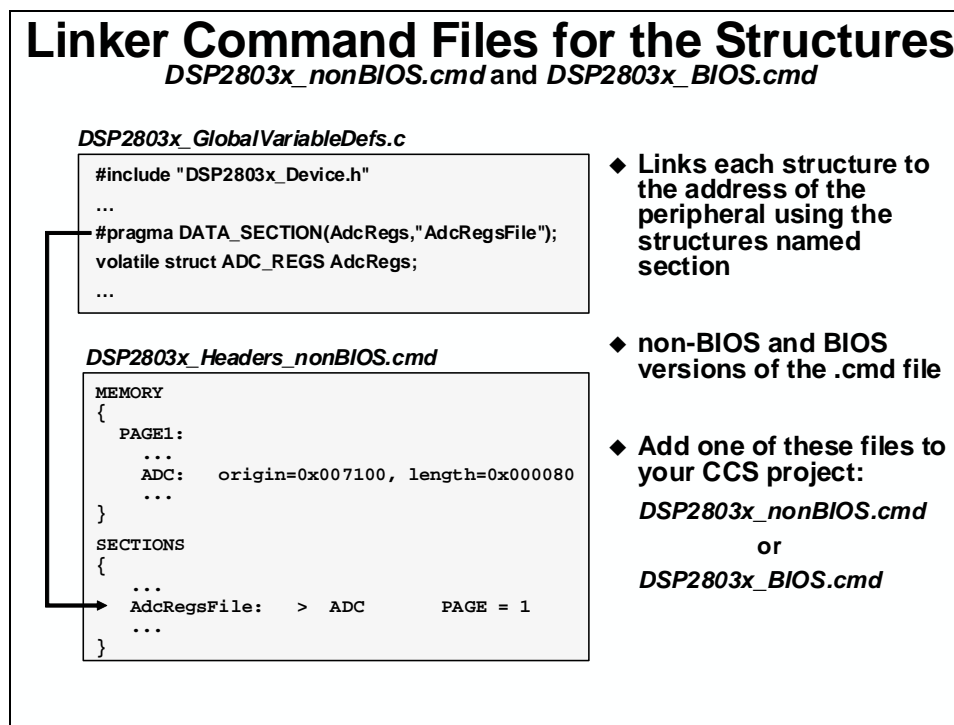 Linker Command Files for the Structures
DSP2803x_nonBIOS.cmd and DSP2803x_BIOS.cmd
DSP2803x_GlobalVariableDefs.c
#include "DSP2803x_Device.h"
…
#pragma DATA_SECTION(AdcRegs,"AdcRegsFile");
volatile struct ADC_REGS AdcRegs;
…
DSP2803x_Headers_nonBIOS.cmd
MEMORY
{
PAGE1:
...
ADC: origin=0x007100, length=0x000080
...
}
SECTIONS
{
...
AdcRegsFile: > ADC PAGE = 1
...
}
◆ Links each structure to
the address of the
peripheral using the
structures named
section
◆ non-BIOS and BIOS
versions of the .cmd file
◆ Add one of these files to
your CCS project:
DSP2803x_nonBIOS.cmd
or
DSP2803x_BIOS.cmd